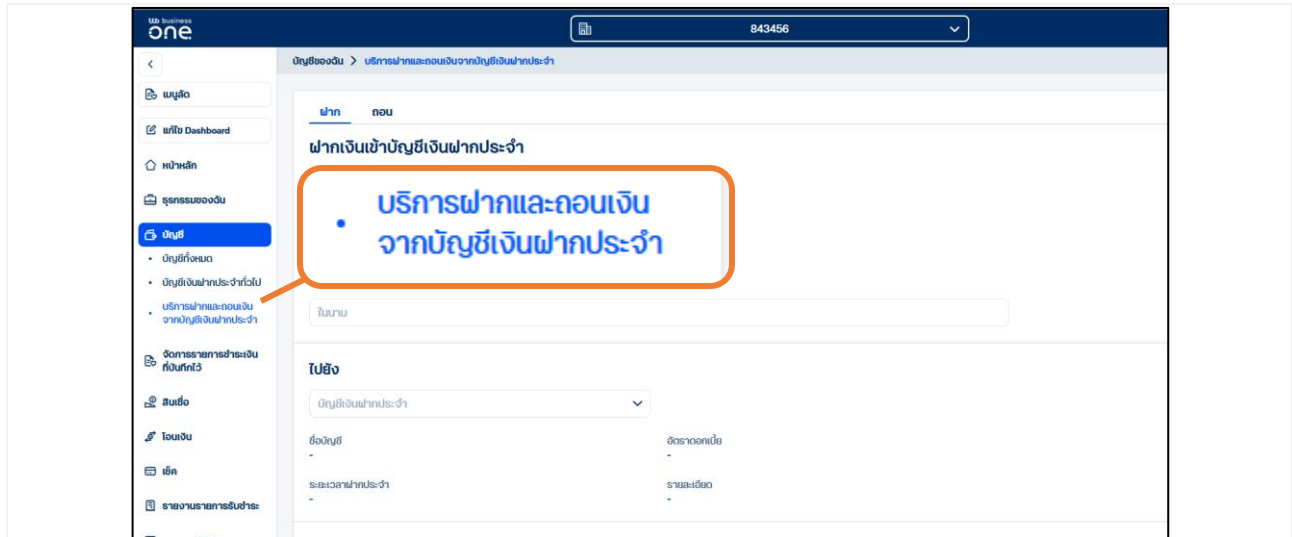 ttb business
one
843456
บัญชีของฉัน > บริการฝากและถอนเงินจากบัญชีเงินฝากประจำ
เมนูลัด
แก้ไข Dashboard
หน้าหลัก
ธุรกรรมของฉัน
บัญชี
• บัญชีทั้งหมด
• บัญชีเงินฝากประจำทั่วไป
• บริการฝากและถอนเงิน
จากบัญชีเงินฝากประจำ
จัดการรายการชำระเงิน
ที่บันทึกไว้
สินเชื่อ
โอนเงิน
เช็ค
รายงานรายการรับชำระ
ฝาก ถอน
ฝากเงินเข้าบัญชีเงินฝากประจำ
• บริการฝากและถอนเงิน
จากบัญชีเงินฝากประจำ
ในนาม
ไปยัง
บัญชีเงินฝากประจำ
ชื่อบัญชี อัตราดอกเบี้ย
- -
ระยะเวลาฝากประจำ รายละเอียด
- -